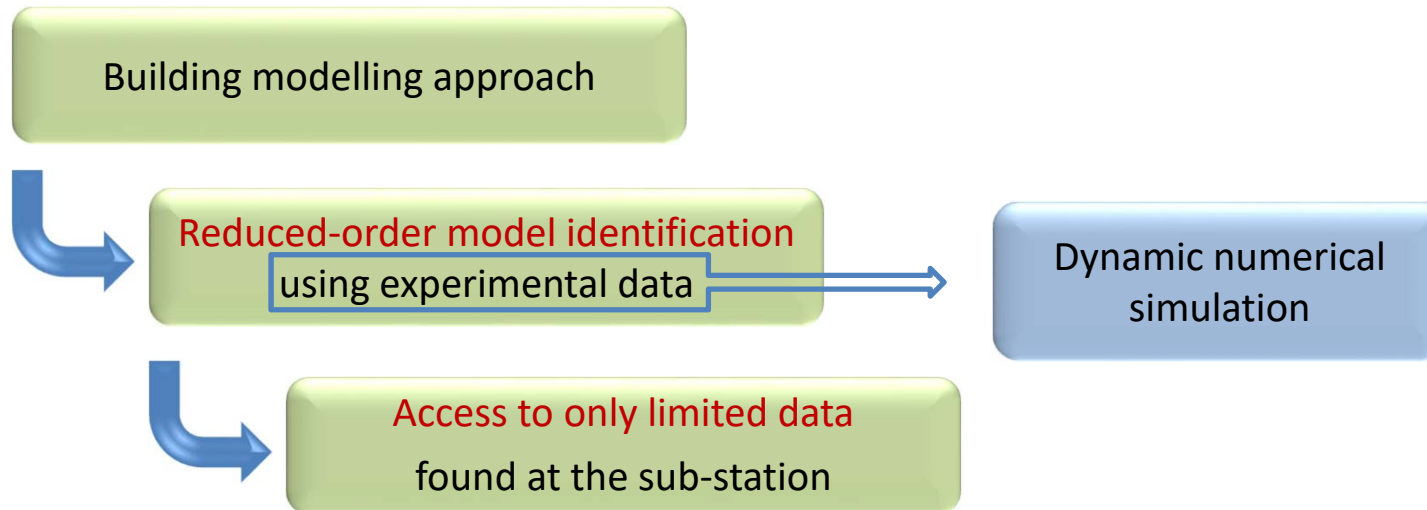 Building modelling approach
Reduced-order model identification
using experimental data
Dynamic numerical
simulation
Access to only limited data
found at the sub-station